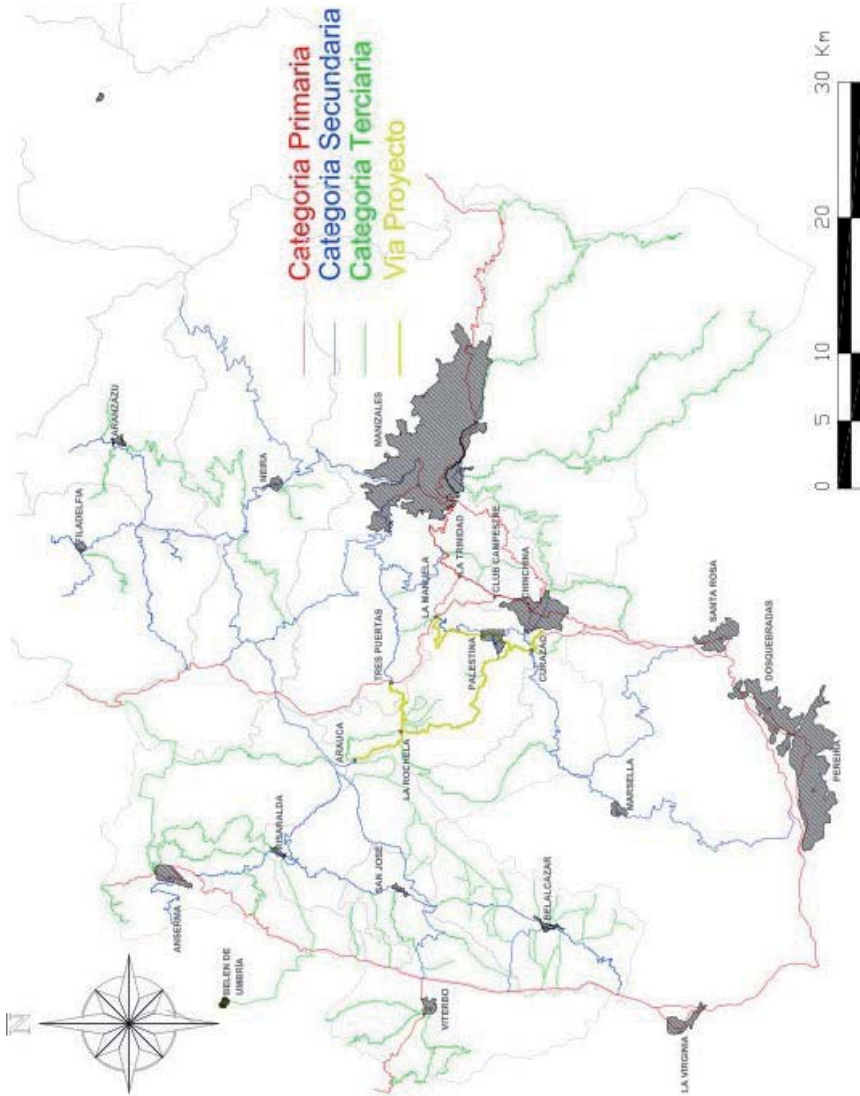 N
FILADELFIA
ARANZAZU
ANSERMA
BELEN DE
UMBRÍA
RISARALDA
NEIRA
Categoria Primaria
Categoria Secundaria
Categoria Terciaria
Via Proyecto
ARAUCA
TRES PUERTAS
MANIZALES
SAN JOSE
LA ROCHELA
LA MANUELA
VITERBO
LA TRINIDAD
PALESTINA
CLUB CAMPESTRE
CHINCHINA
BELALCAZAR
CURAZAO
MARSELLA
LA VIRGINIA
SANTA ROSA
DOSQUEBRADAS
PEREIRA
0 5 10 20 30 Km